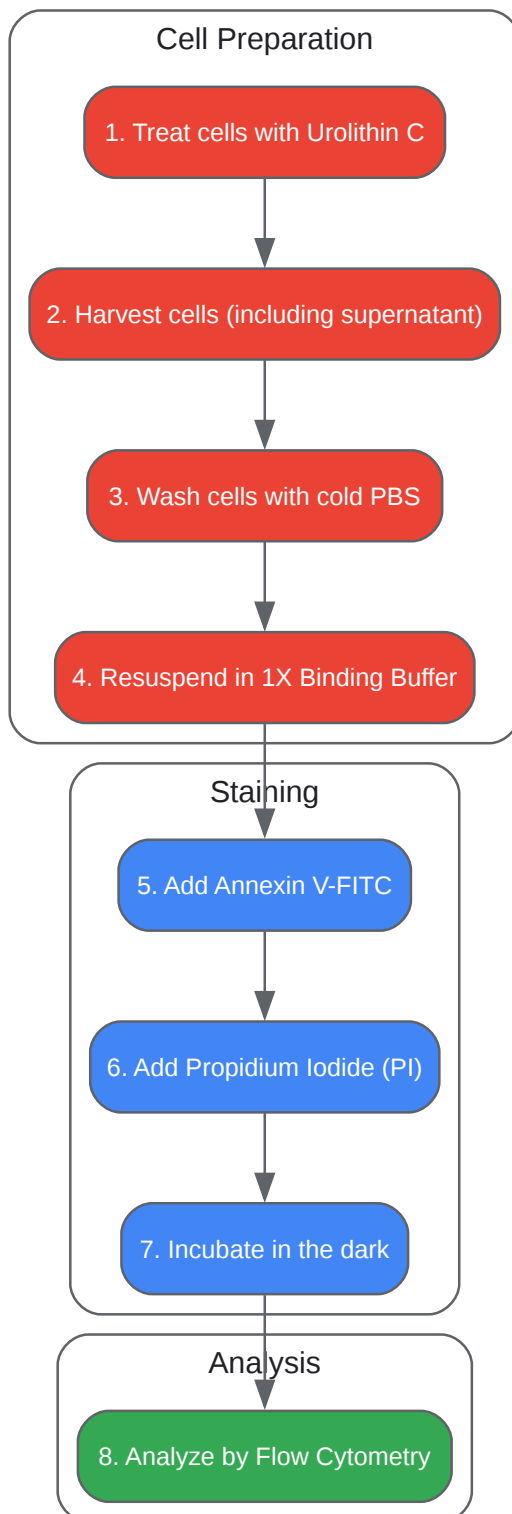 Cell Preparation
1. Treat cells with Urolithin C
2. Harvest cells (including supernatant)
3. Wash cells with cold PBS
4. Resuspend in 1X Binding Buffer
Staining
5. Add Annexin V-FITC
6. Add Propidium Iodide (PI)
7. Incubate in the dark
Analysis
8. Analyze by Flow Cytometry